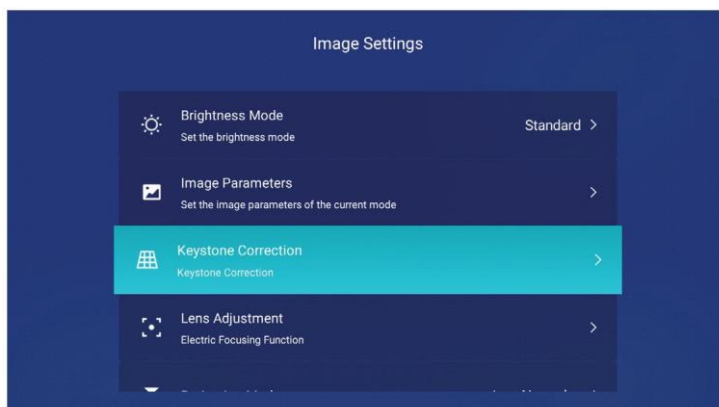 Image Settings
Brightness Mode
Standard
Set the brightness mode
Image Parameters
Set the image parameters of the current mode
Keystone Correction
Keystone Correction
Lens Adjustment
Electric Focusing Function